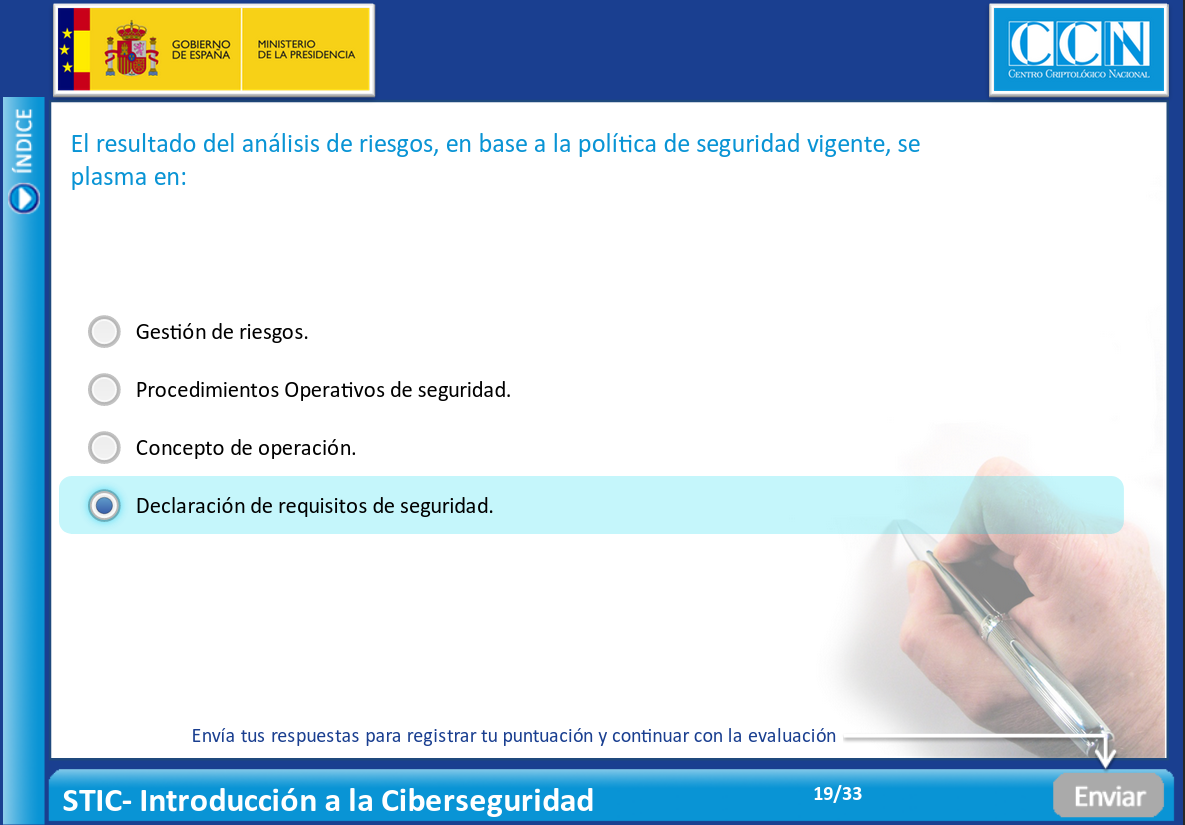 GOBIERNO
DE ESPAÑA
MINISTERIO
DE LA PRESIDENCIA
CCN
CENTRO CRIPTOLÓGICO NACIONAL
ÍNDICE
El resultado del análisis de riesgos, en base a la política de seguridad vigente, se
plasma en:
Gestión de riesgos.
Procedimientos Operativos de seguridad.
Concepto de operación.
Declaración de requisitos de seguridad.
Envía tus respuestas para registrar tu puntuación y continuar con la evaluación
STIC- Introducción a la Ciberseguridad
19/33
Enviar